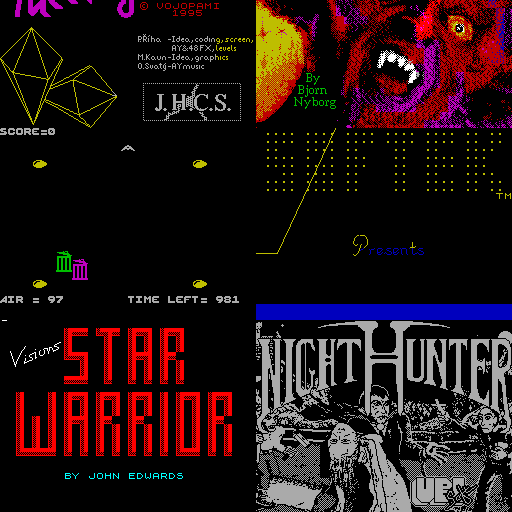 © VOJOPAMI
1995
P.Říha -Idea,coding,screen,
AY&48FX,levels
M.Kaun-Idea,graphics
O.Svatý-AYmusic
J.H.C.S.
By
Bjorn
Nyborg
SCORE=0
AIR = 97 TIME LEFT= 981
TM
Presents
Visions
STAR
WARRIOR
BY JOHN EDWARDS
NIGHT HUNTER
UBI